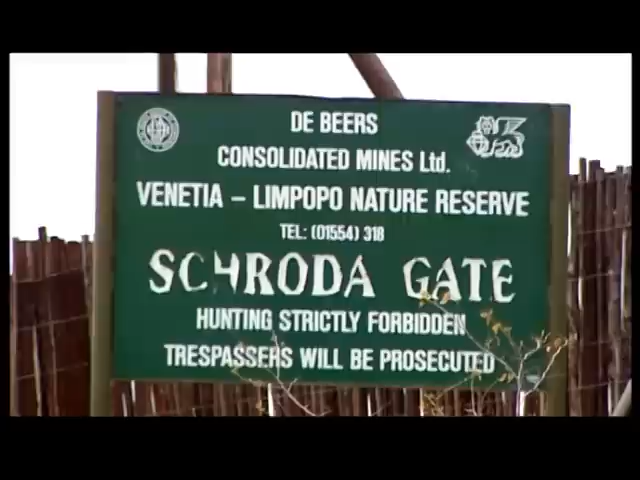 DE BEERS
CONSOLIDATED MINES Ltd.
VENETIA – LIMPOPO NATURE RESERVE
TEL: (01554) 318
SCHRODA GATE
HUNTING STRICTLY FORBIDDEN
TRESPASSERS WILL BE PROSECUTED